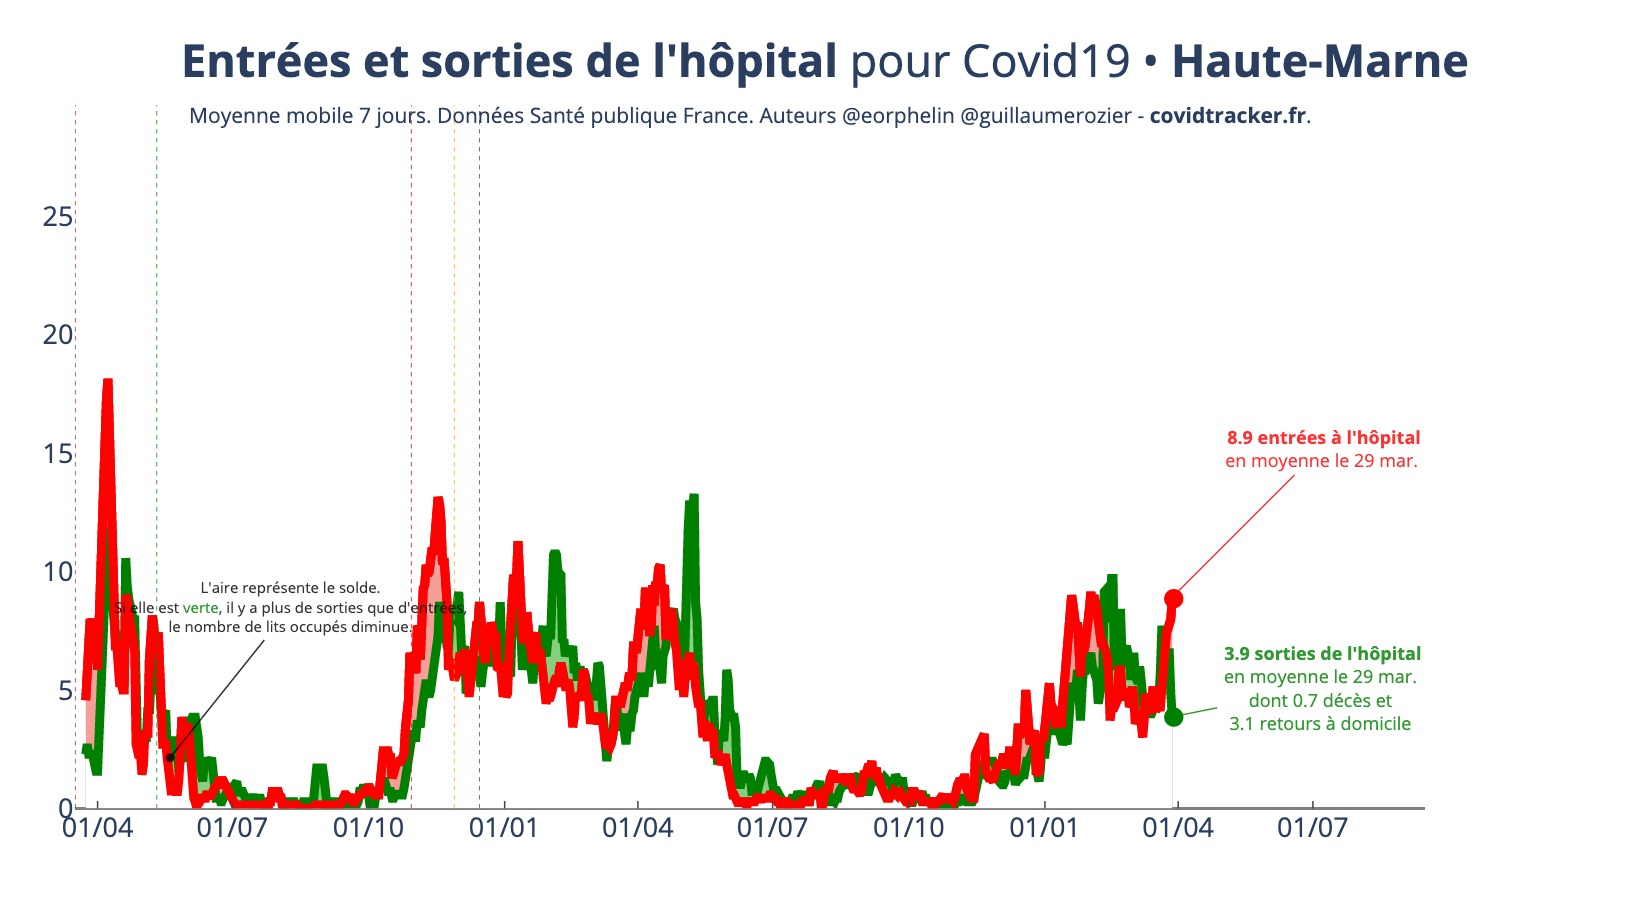 Entrées et sorties de l'hôpital pour Covid19 • Haute-Marne
Moyenne mobile 7 jours. Données Santé publique France. Auteurs @eorphelin @guillaumerozier - covidtracker.fr.
25
20
15
10
5
0
8.9 entrées à l'hôpital
en moyenne le 29 mar.
L'aire représente le solde.
Si elle est verte, il y a plus de sorties que d'entrées,
le nombre de lits occupés diminue.
3.9 sorties de l'hôpital
en moyenne le 29 mar.
dont 0.7 décès et
3.1 retours à domicile
01/04 01/07 01/10 01/01 01/04 01/07 01/10 01/01 01/04 01/07